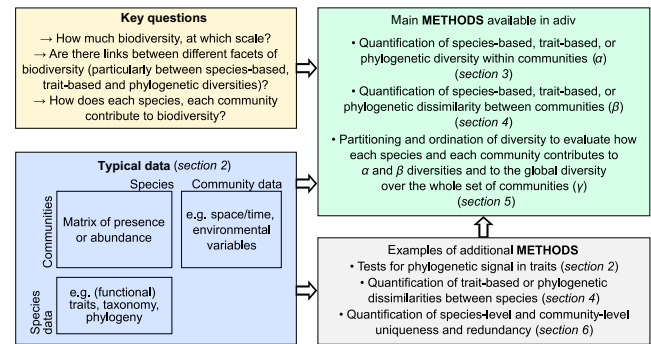 Key questions
→ How much biodiversity, at which scale?
→ Are there links between different facets of
biodiversity (particularly between species-based,
trait-based and phylogenetic diversities)?
→ How does each species, each community
contribute to biodiversity?
Main METHODS available in adiv
• Quantification of species-based, trait-based, or
phylogenetic diversity within communities (α)
(section 3)
• Quantification of species-based, trait-based, or
phylogenetic dissimilarity between communities (β)
(section 4)
• Partitioning and ordination of diversity to evaluate how
each species and each community contributes to
α and β diversities and to the global diversity
over the whole set of communities (γ)
(section 5)
Typical data (section 2)
Species
Community data
Communities
Matrix of presence
or abundance
e.g. space/time,
environmental
variables
Species
data
e.g. (functional)
traits, taxonomy,
phylogeny
Examples of additional METHODS
• Tests for phylogenetic signal in traits (section 2)
• Quantification of trait-based or phylogenetic
dissimilarities between species (section 4)
• Quantification of species-level and community-level
uniqueness and redundancy (section 6)